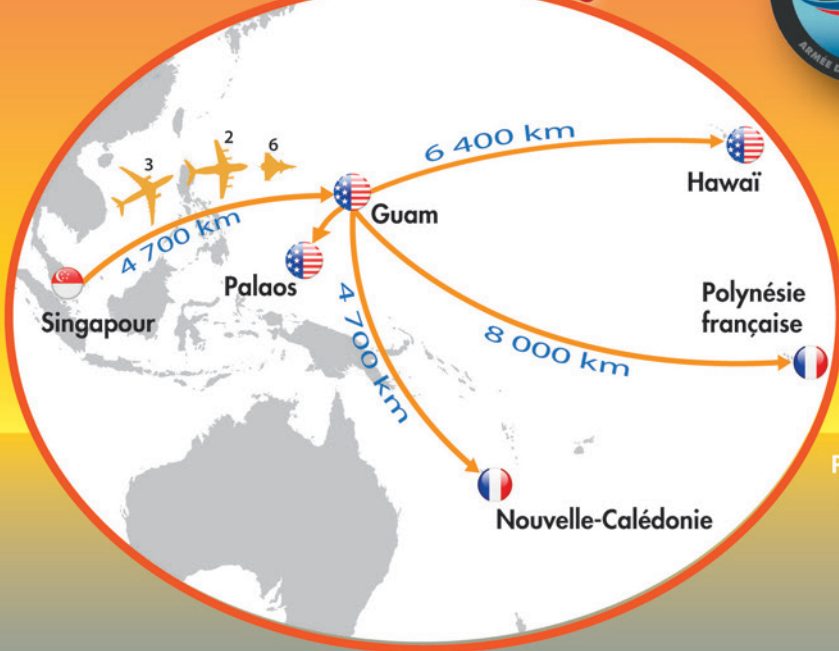 ARMÉE D
3
2
6
6 400 km
Hawaï
Guam
4 700 km
Palaos
Singapour
4 700 km
8 000 km
Polynésie
française
Nouvelle-Calédonie
P